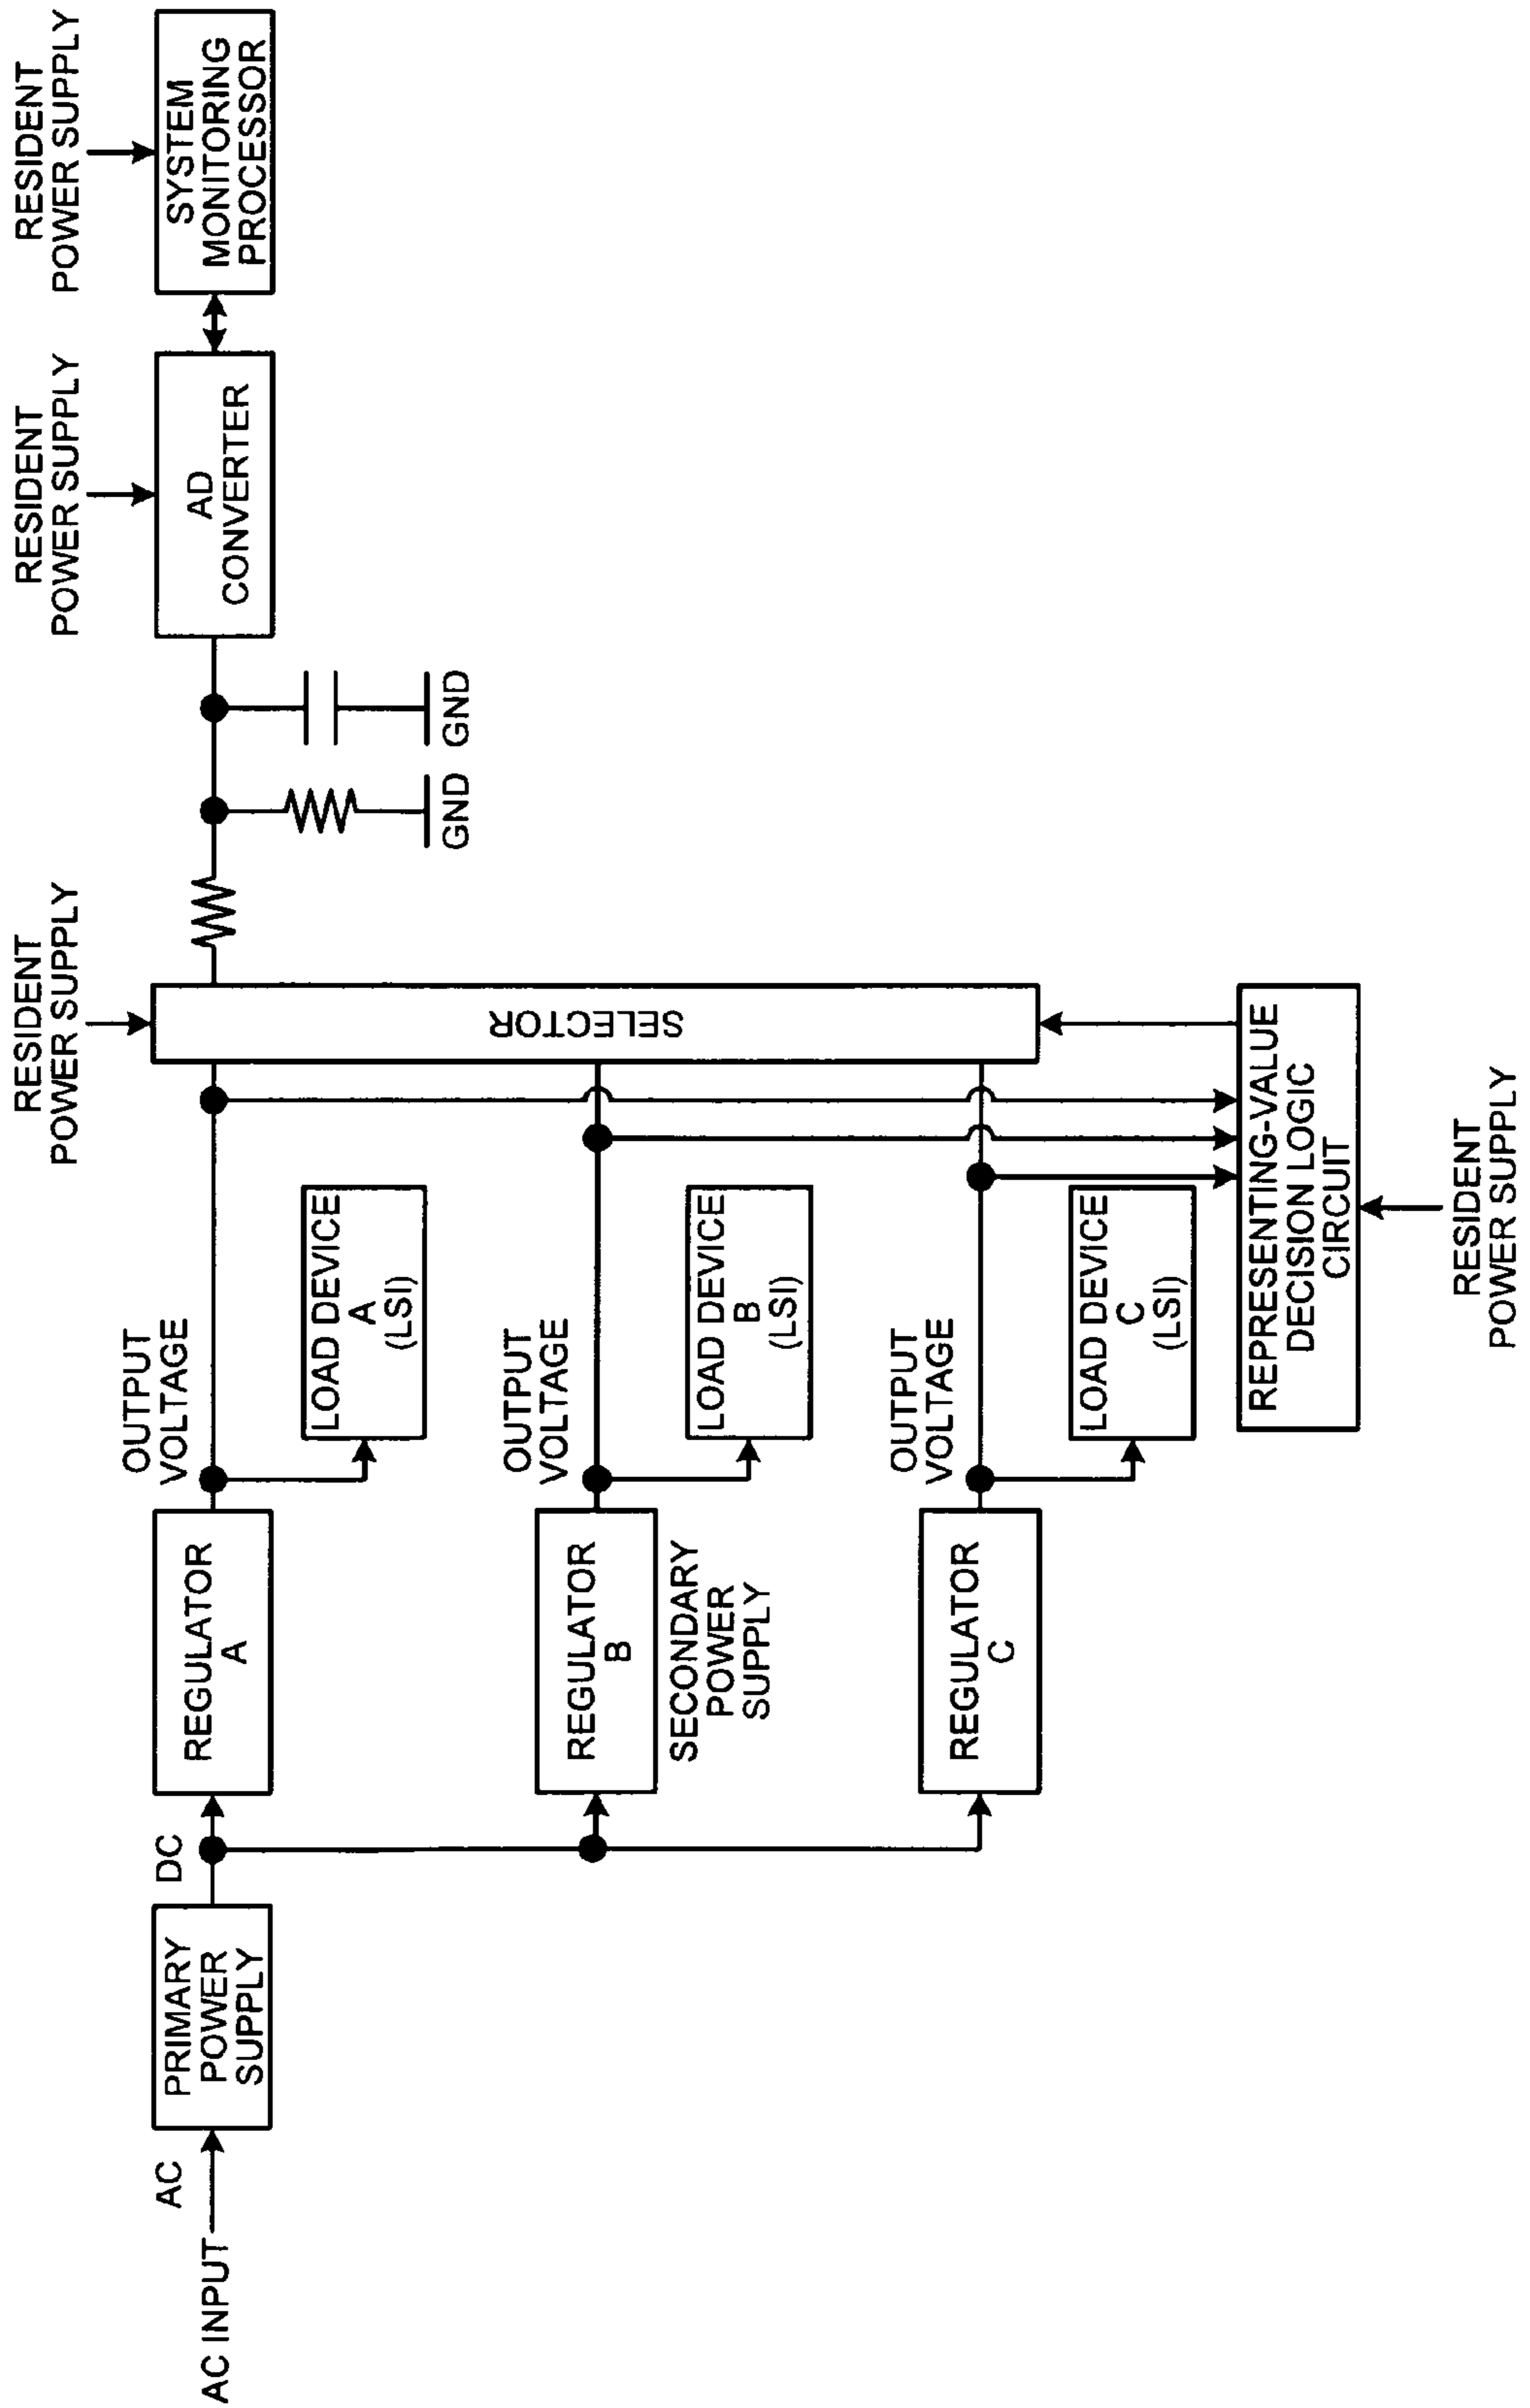 AC INPUT
AC
PRIMARY
POWER
SUPPLY
DC
REGULATOR
A
OUTPUT
VOLTAGE
LOAD DEVICE
A
(LSI)
REGULATOR
B
SECONDARY
POWER
SUPPLY
OUTPUT
VOLTAGE
LOAD DEVICE
B
(LSI)
REGULATOR
C
OUTPUT
VOLTAGE
LOAD DEVICE
C
(LSI)
REPRESENTING-VALUE
DECISION LOGIC
CIRCUIT
RESIDENT
POWER SUPPLY
RESIDENT
POWER SUPPLY
SELECTOR
GND
GND
RESIDENT
POWER SUPPLY
AD
CONVERTER
RESIDENT
POWER SUPPLY
SYSTEM
MONITORING
PROCESSOR